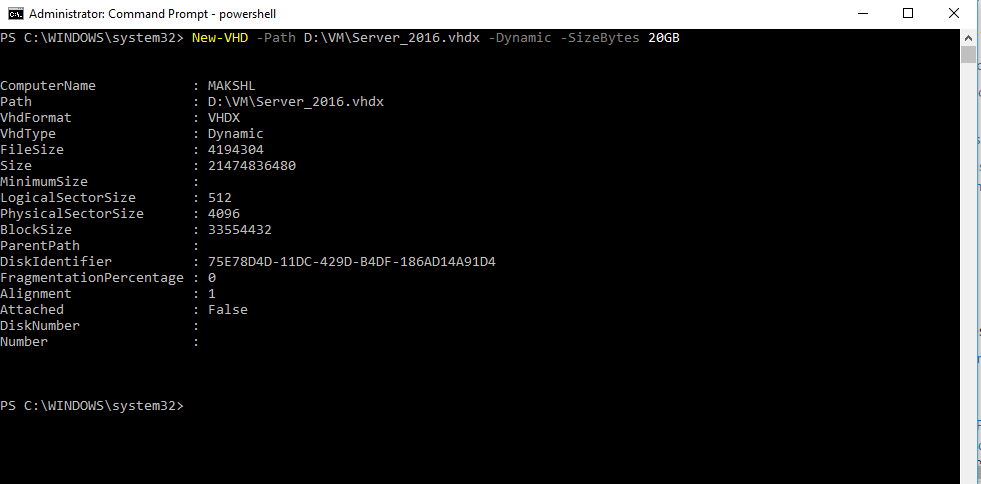 Administrator: Command Prompt - powershell
PS C:\WINDOWS\system32> New-VHD -Path D:\VM\Server_2016.vhdx -Dynamic -SizeBytes 20GB
ComputerName : MAKSHL
Path : D:\VM\Server_2016.vhdx
VhdFormat : VHDX
VhdType : Dynamic
FileSize : 4194304
Size : 21474836480
MinimumSize :
LogicalSectorSize : 512
PhysicalSectorSize : 4096
BlockSize : 33554432
ParentPath :
DiskIdentifier : 75E78D4D-11DC-429D-B4DF-186AD14A91D4
FragmentationPercentage : 0
Alignment : 1
Attached : False
DiskNumber :
Number :
PS C:\WINDOWS\system32>